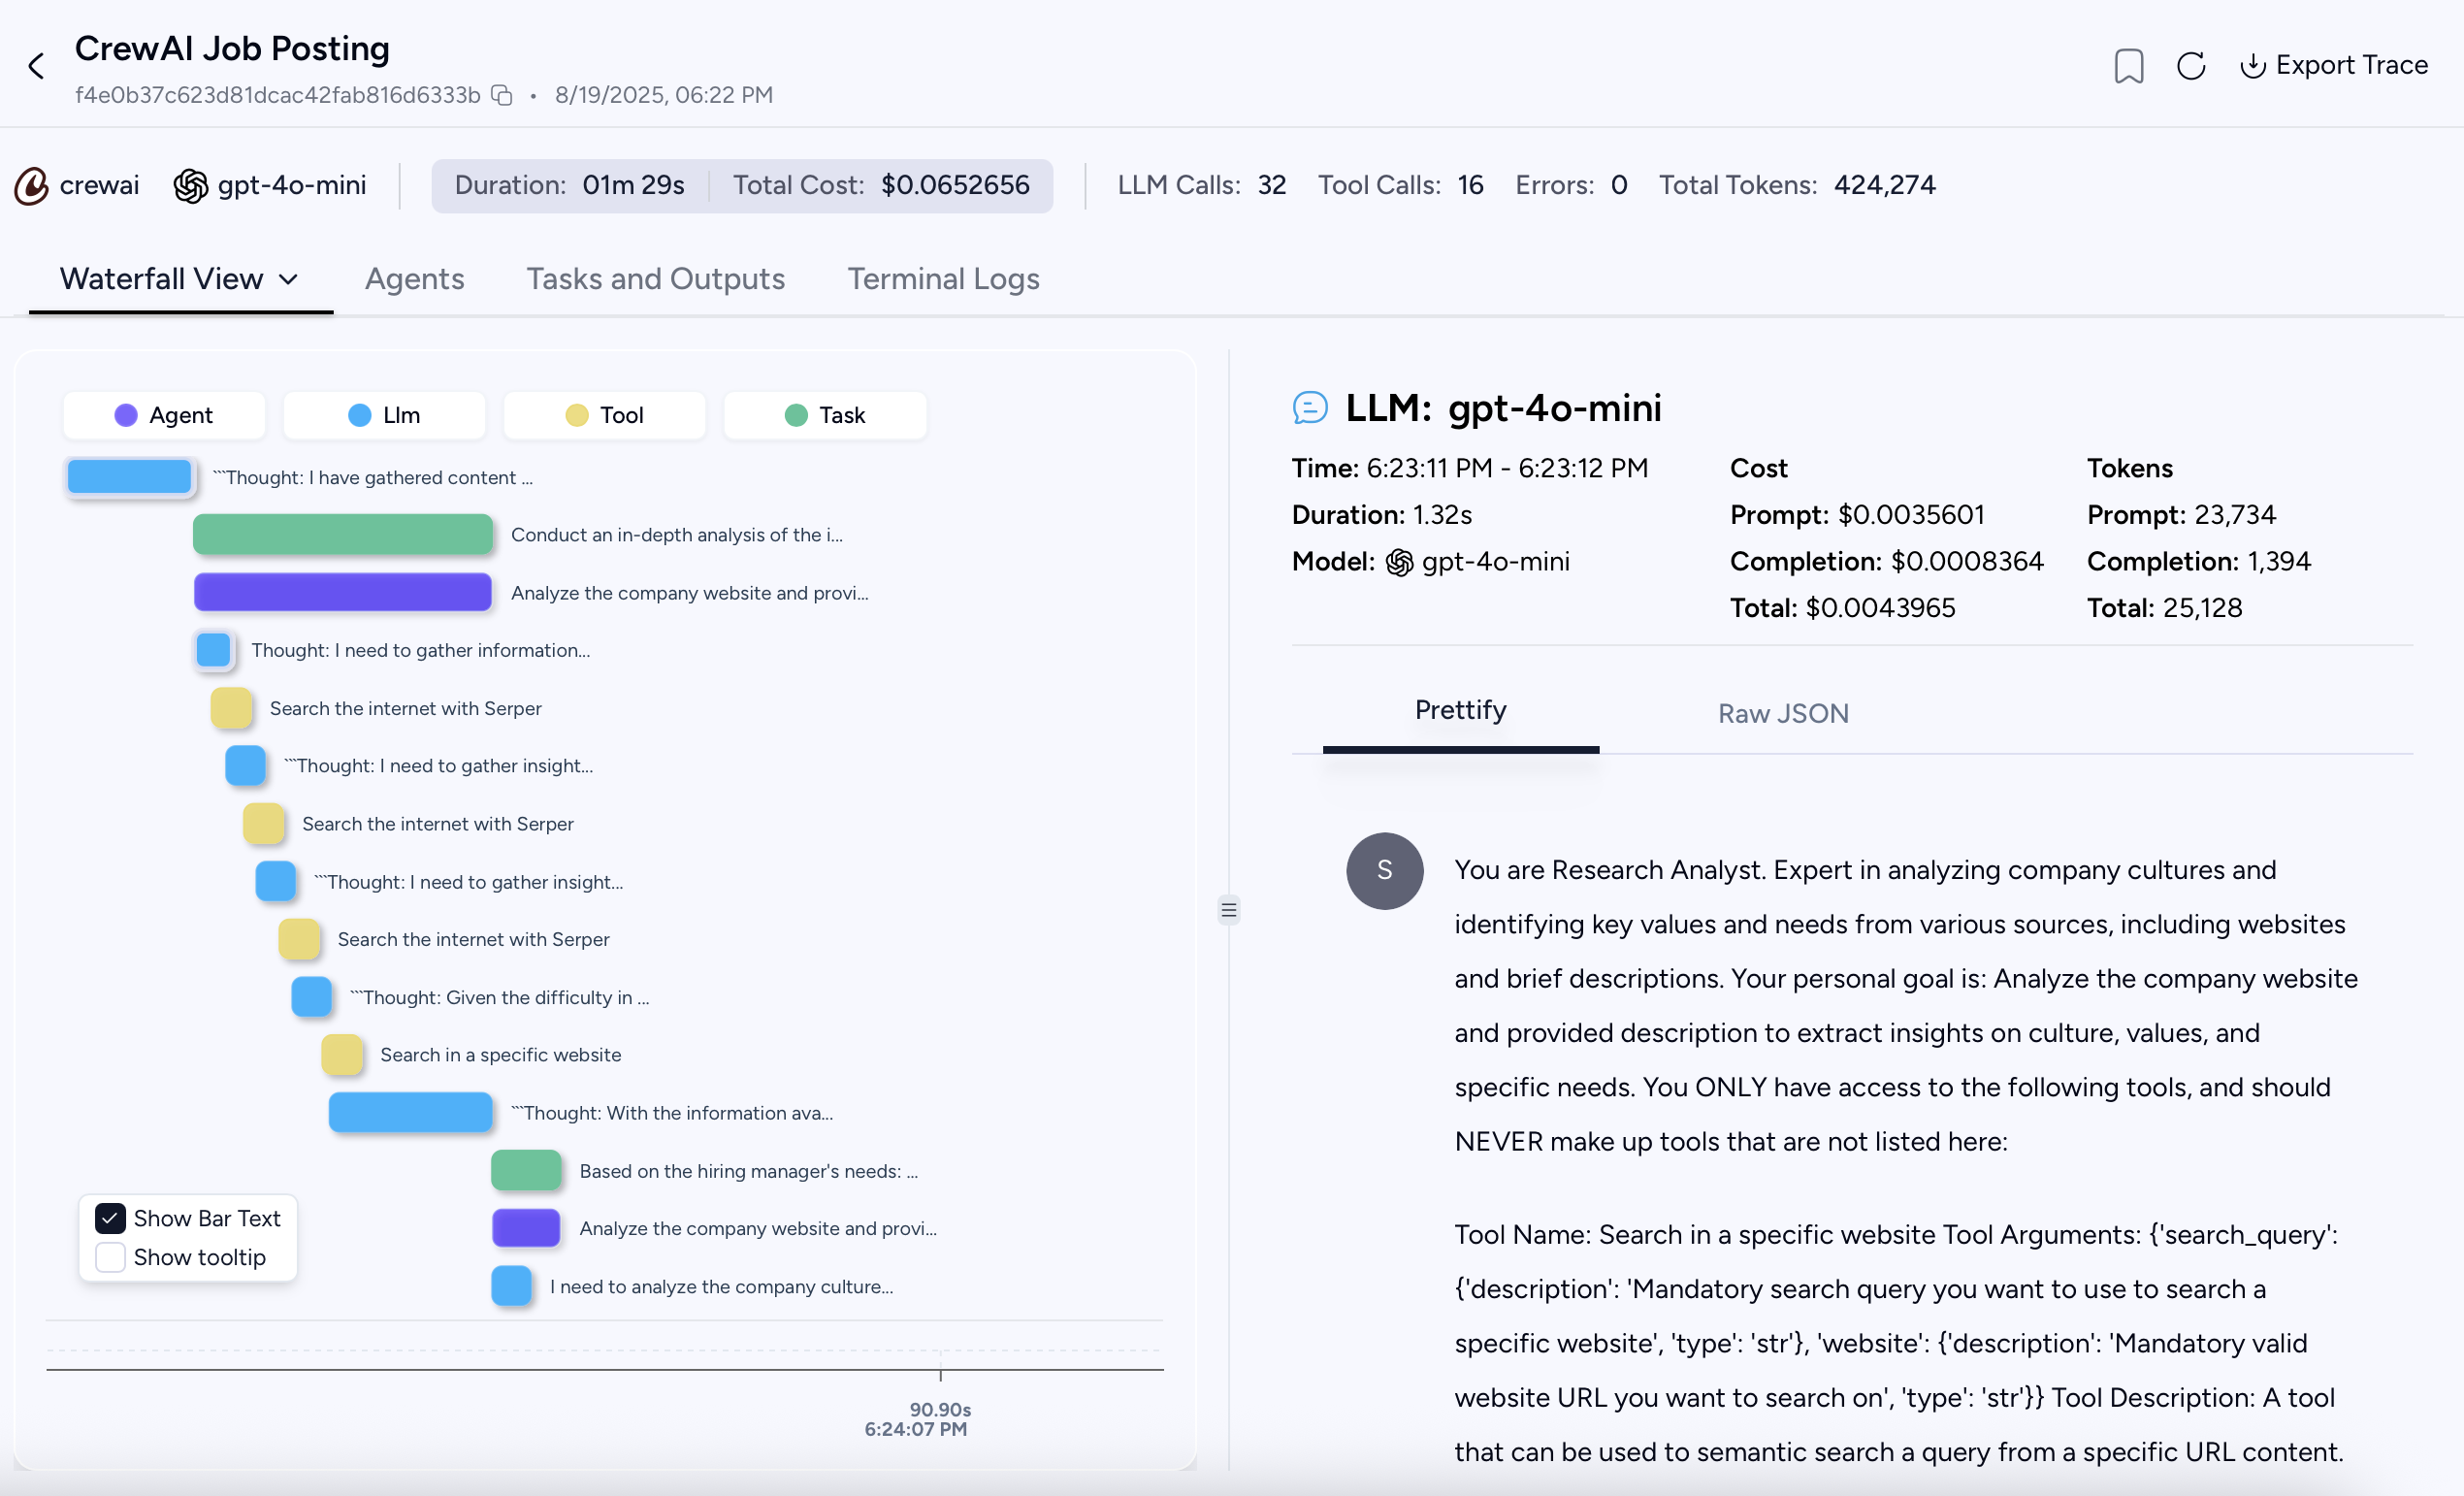 CrewAI Job Posting
f4e0b37c623d81dcac42fab816d6333b • 8/19/2025, 06:22 PM
Export Trace
crewai gpt-4o-mini Duration: 01m 29s Total Cost: $0.0652656 LLM Calls: 32 Tool Calls: 16 Errors: 0 Total Tokens: 424,274
Waterfall View Agents Tasks and Outputs Terminal Logs
Agent Llm Tool Task
```Thought: I have gathered content ...
Conduct an in-depth analysis of the i...
Analyze the company website and provi...
Thought: I need to gather information...
Search the internet with Serper
```Thought: I need to gather insight...
Search the internet with Serper
```Thought: I need to gather insight...
Search the internet with Serper
```Thought: Given the difficulty in ...
Search in a specific website
```Thought: With the information ava...
Based on the hiring manager's needs: ...
Analyze the company website and provi...
I need to analyze the company culture...
Show Bar Text
Show tooltip
90.90s
6:24:07 PM
LLM: gpt-4o-mini
Time: 6:23:11 PM - 6:23:12 PM
Duration: 1.32s
Model: gpt-4o-mini
Cost
Prompt: $0.0035601
Completion: $0.0008364
Total: $0.0043965
Tokens
Prompt: 23,734
Completion: 1,394
Total: 25,128
Prettify Raw JSON
S
You are Research Analyst. Expert in analyzing company cultures and
identifying key values and needs from various sources, including websites
and brief descriptions. Your personal goal is: Analyze the company website
and provided description to extract insights on culture, values, and
specific needs. You ONLY have access to the following tools, and should
NEVER make up tools that are not listed here:
Tool Name: Search in a specific website Tool Arguments: {'search_query':
{'description': 'Mandatory search query you want to use to search a
specific website', 'type': 'str'}, 'website': {'description': 'Mandatory valid
website URL you want to search on', 'type': 'str'}} Tool Description: A tool
that can be used to semantic search a query from a specific URL content.